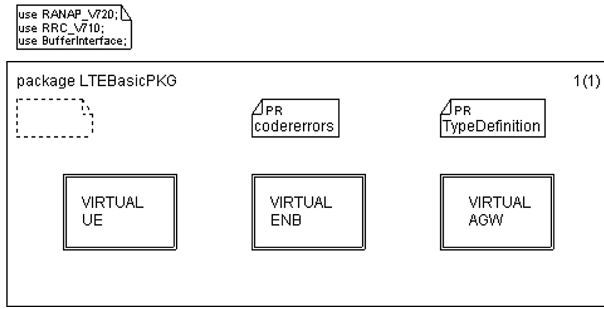 use RANAP_V720;
use RRC_V710;
use BufferInterface;
package LTEBasicPKG
1(1)
PR
codererrors
PR
TypeDefinition
VIRTUAL
UE
VIRTUAL
ENB
VIRTUAL
AGW